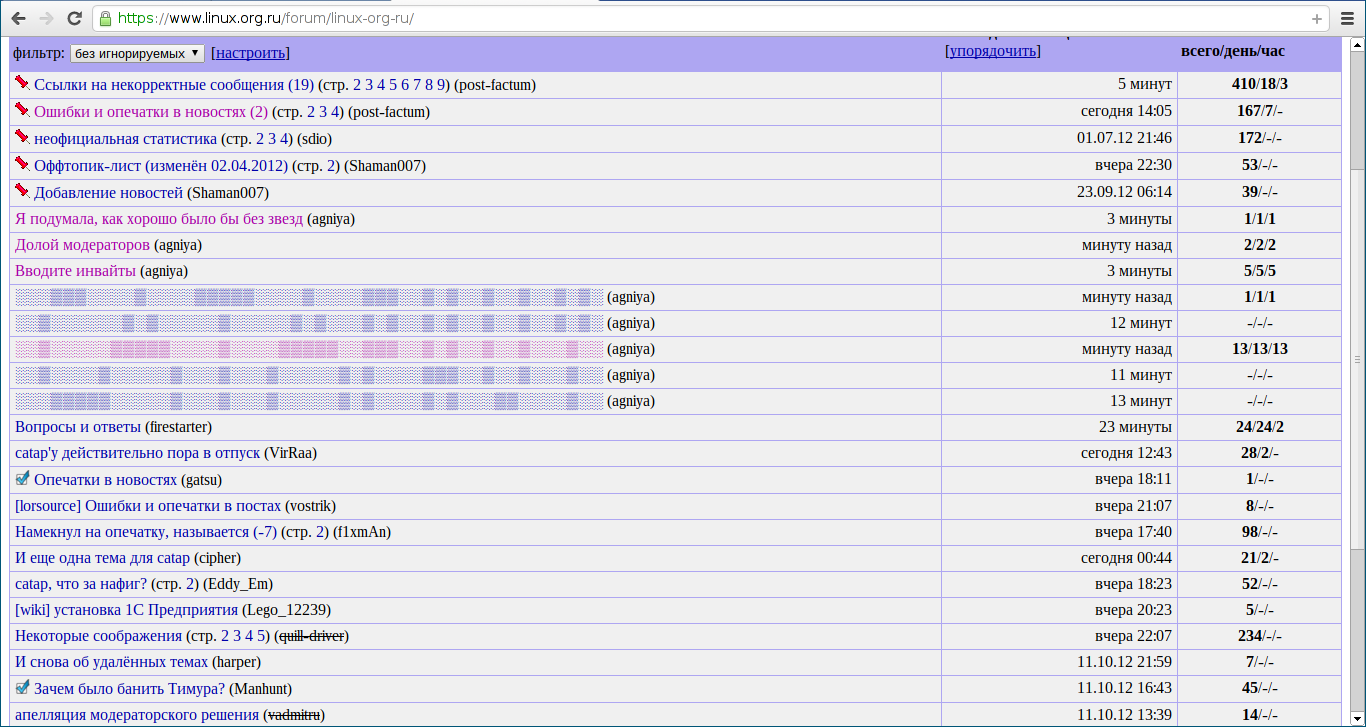 https://www.linux.org.ru/forum/linux-org-ru/
фильтр: без игнорируемых ▼ [настроить] [упорядочить] всего/день/час
Ссылки на некорректные сообщения (19) (стр. 2 3 4 5 6 7 8 9) (post-factum) 5 минут 410/18/3
Ошибки и опечатки в новостях (2) (стр. 2 3 4) (post-factum) сегодня 14:05 167/7/-
неофициальная статистика (стр. 2 3 4) (sdio) 01.07.12 21:46 172/-/-
Оффтопик-лист (изменён 02.04.2012) (стр. 2) (Shaman007) вчера 22:30 53/-/-
Добавление новостей (Shaman007) 23.09.12 06:14 39/-/-
Я подумала, как хорошо было бы без звезд (agniya) 3 минуты 1/1/1
Долой модераторов (agniya) минуту назад 2/2/2
Вводите инвайты (agniya) 3 минуты 5/5/5
(agniya) минуту назад 1/1/1
(agniya) 12 минут -/-/-
(agniya) минуту назад 13/13/13
(agniya) 11 минут -/-/-
(agniya) 13 минут -/-/-
Вопросы и ответы (firestarter) 23 минуты 24/24/2
catap'у действительно пора в отпуск (VirRaa) сегодня 12:43 28/2/-
Опечатки в новостях (gatsu) вчера 18:11 1/-/-
[lorsource] Ошибки и опечатки в постах (vostrik) вчера 21:07 8/-/-
Намекнул на опечатку, называется (-7) (стр. 2) (f1xmAn) вчера 17:40 98/-/-
И еще одна тема для catap (cipher) сегодня 00:44 21/2/-
catap, что за нафиг? (стр. 2) (Eddy_Em) вчера 18:23 52/-/-
[wiki] установка 1С Предприятия (Lego_12239) вчера 20:23 5/-/-
Некоторые соображения (стр. 2 3 4 5) (quill-driver) вчера 22:07 234/-/-
И снова об удалённых темах (harper) 11.10.12 21:59 7/-/-
Зачем было банить Тимура? (Manhunt) 11.10.12 16:43 45/-/-
апелляция модераторского решения (vadmitru) 11.10.12 13:39 14/-/-